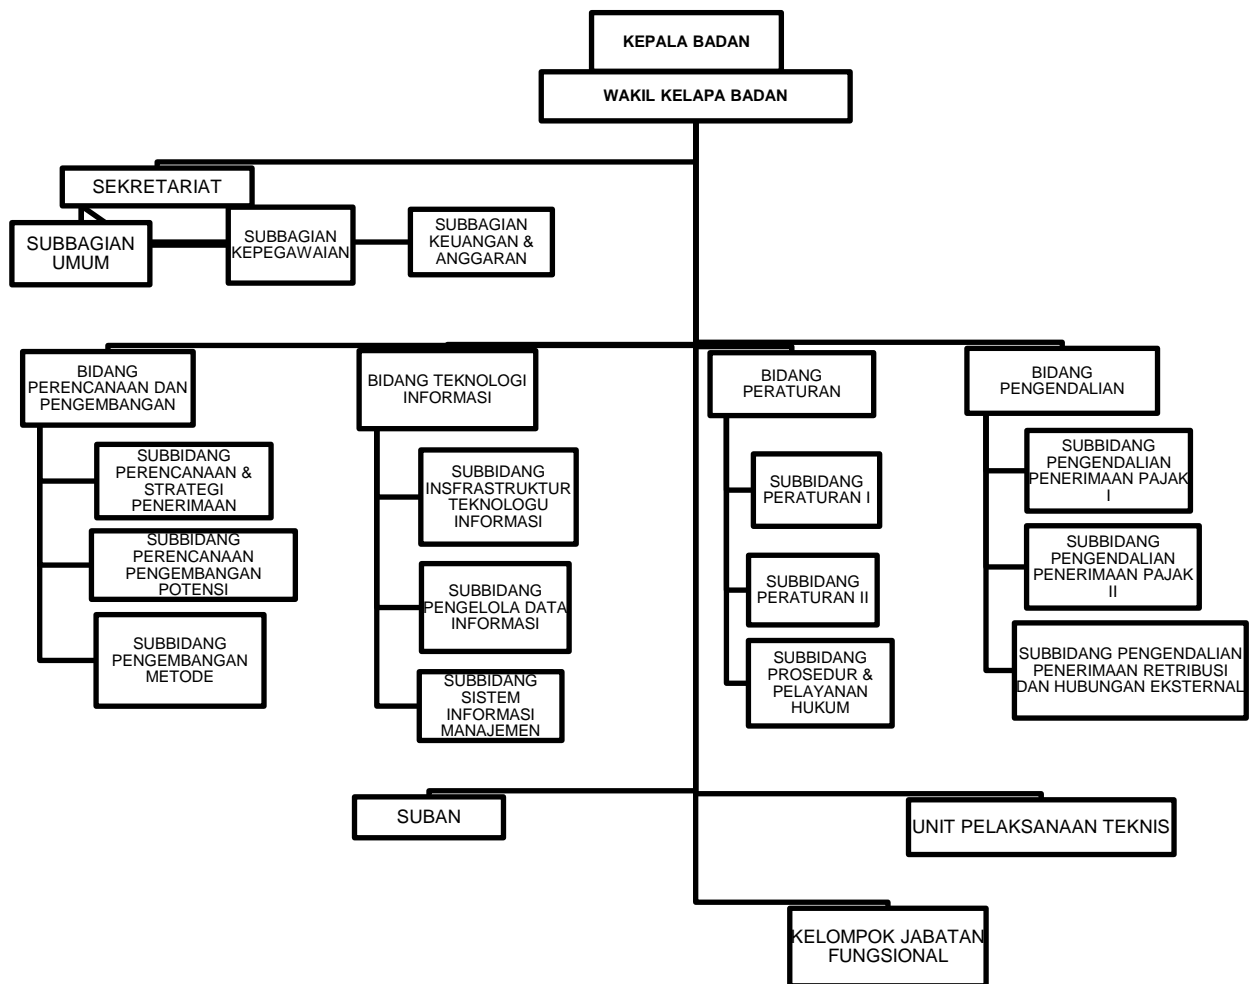 KEPALA BADAN
WAKIL KELAPA BADAN
SEKRETARIAT
SUBBAGIAN
UMUM
SUBBAGIAN
KEPEGAWAIAN
SUBBAGIAN
KEUANGAN &
ANGGARAN
BIDANG
PERENCANAAN DAN
PENGEMBANGAN
BIDANG TEKNOLOGI
INFORMASI
BIDANG
PERATURAN
BIDANG
PENGENDALIAN
SUBBIDANG
PERENCANAAN &
STRATEGI
PENERIMAAN
SUBBIDANG
PERENCANAAN
PENGEMBANGAN
POTENSI
SUBBIDANG
PENGEMBANGAN
METODE
SUBBIDANG
INSFRASTRUKTUR
TEKNOLOGU
INFORMASI
SUBBIDANG
PENGELOLA DATA
INFORMASI
SUBBIDANG
SISTEM
INFORMASI
MANAJEMEN
SUBBIDANG
PERATURAN I
SUBBIDANG
PERATURAN II
SUBBIDANG
PROSEDUR &
PELAYANAN
HUKUM
SUBBIDANG
PENGENDALIAN
PENERIMAAN PAJAK
I
SUBBIDANG
PENGENDALIAN
PENERIMAAN PAJAK
II
SUBBIDANG PENGENDALIAN
PENERIMAAN RETRIBUSI
DAN HUBUNGAN EKSTERNAL
SUBAN
UNIT PELAKSANAAN TEKNIS
KELOMPOK JABATAN
FUNGSIONAL